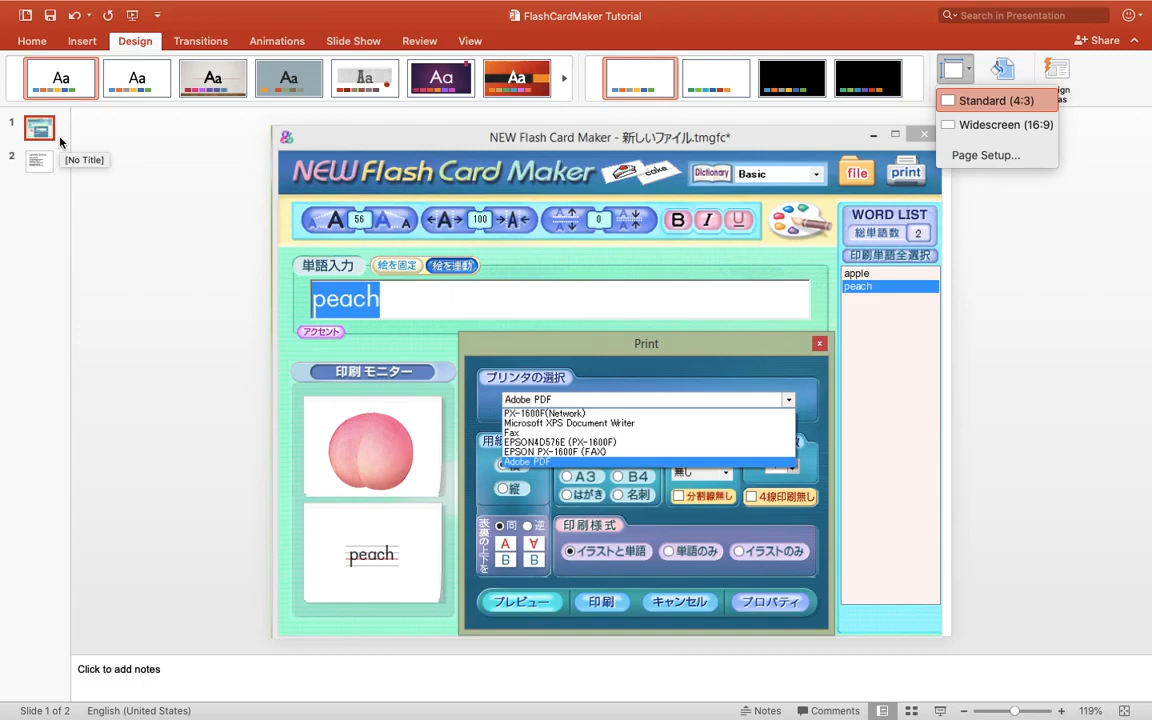 FlashCardMaker Tutorial
Search in Presentation
Home Insert Design Transitions Animations Slide Show Review View
Share
Aa Aa Aa Aa Aa Aa Aa
Standard (4:3)
Widescreen (16:9)
Page Setup...
1
2
[No Title]
NEW Flash Card Maker - 新しいファイル.tmgfc*
NEW Flash Card Maker
cake
Dictionary Basic
file
print
A 56 A A
A 100 A
A 0 A
B I U
WORD LIST
総単語数 2
印刷単語全選択
apple
peach
単語入力 絵を固定 絵を連動
peach
アクセント
印刷 モニター
peach
Print
プリンタの選択
Adobe PDF
PX-1600F(Network)
Microsoft XPS Document Writer
Fax
EPSON4D576E (PX-1600F)
EPSON PX-1600F (FAX)
Adobe PDF
縦
A3 B4
はがき 名刺
無し
分割線無し 4線印刷無し
表裏の上下を
同 逆
A A
B B
印刷様式
イラストと単語 単語のみ イラストのみ
プレビュー 印刷 キャンセル プロパティ
Click to add notes
Slide 1 of 2 English (United States) Notes Comments 119%